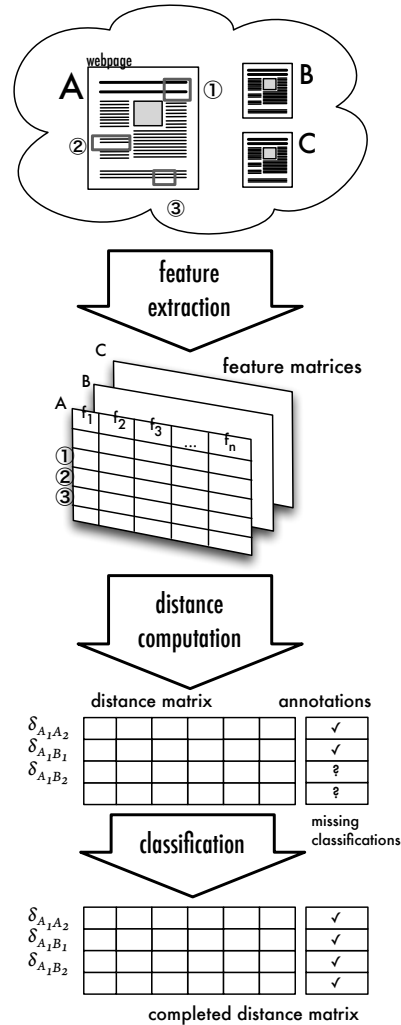 webpage
A
①
B
②
C
③
feature
extraction
C
feature matrices
B
A
f1 f2 f3 ... fn
①
②
③
distance
computation
distance matrix annotations
δA1A2 ✓
δA1B1 ✓
δA1B2 ?
?
missing
classifications
classification
δA1A2 ✓
δA1B1 ✓
δA1B2 ✓
✓
completed distance matrix